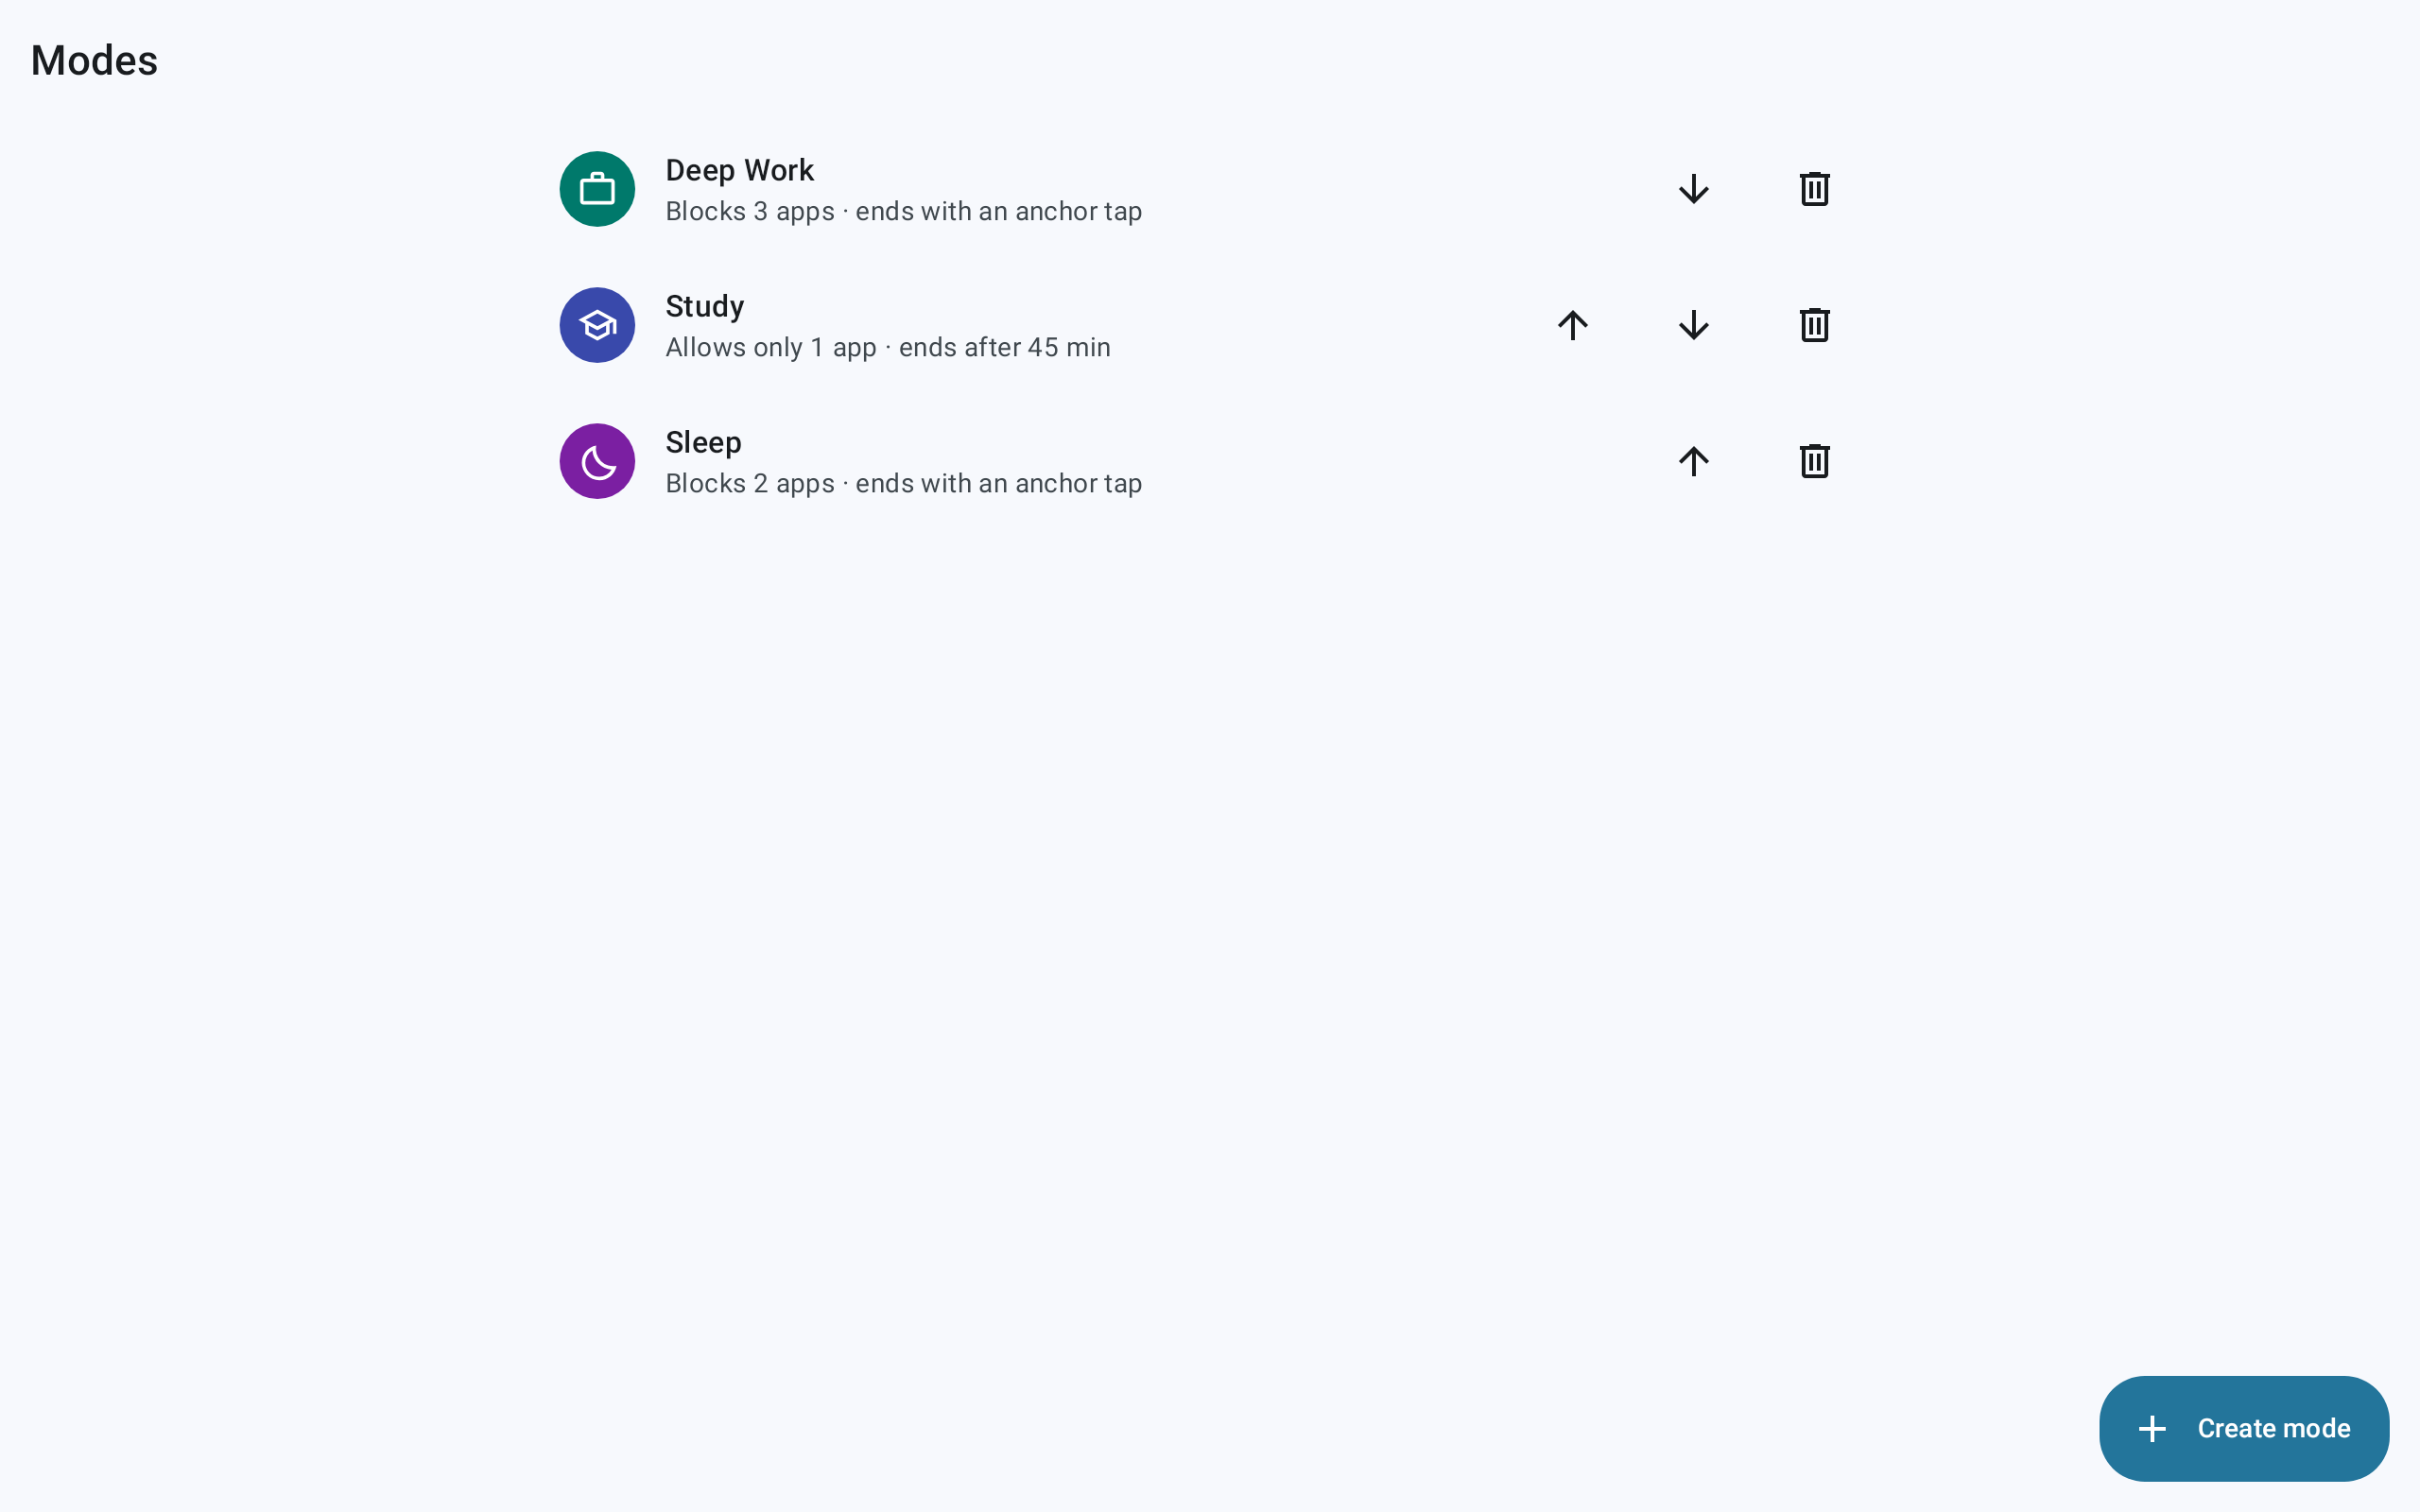 Modes
Deep Work
Blocks 3 apps · ends with an anchor tap
Study
Allows only 1 app · ends after 45 min
Sleep
Blocks 2 apps · ends with an anchor tap
Create mode